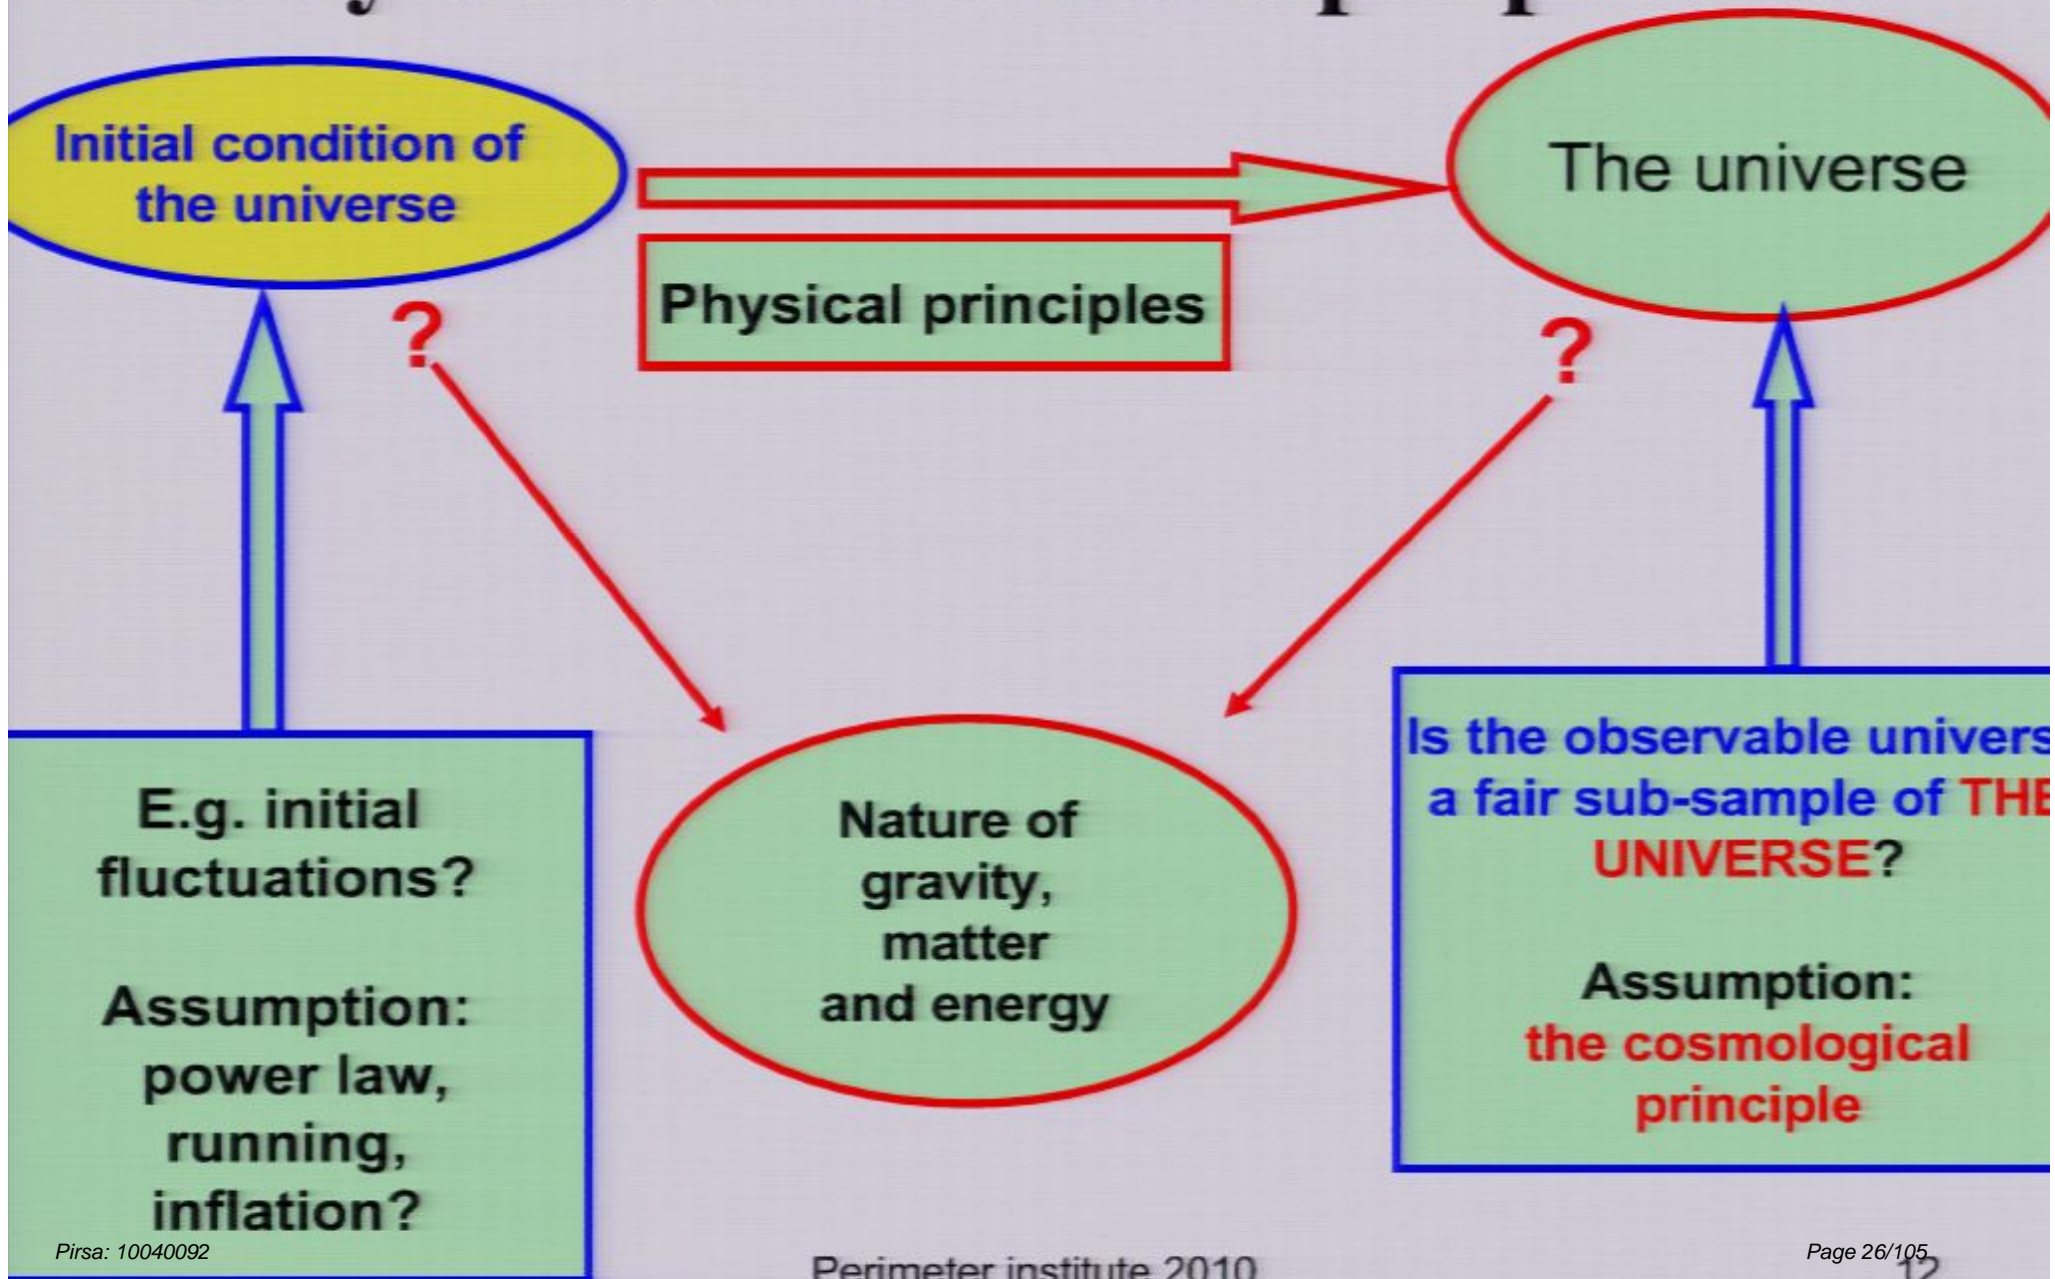 Initial condition of
the universe
The universe
Physical principles
?
?
E.g. initial
fluctuations?
Assumption:
power law,
running,
inflation?
Nature of
gravity,
matter
and energy
Is the observable univers
a fair sub-sample of THE
UNIVERSE?
Assumption:
the cosmological
principle
Pirsa: 10040092
Perimeter institute 2010
Page 26/105
12